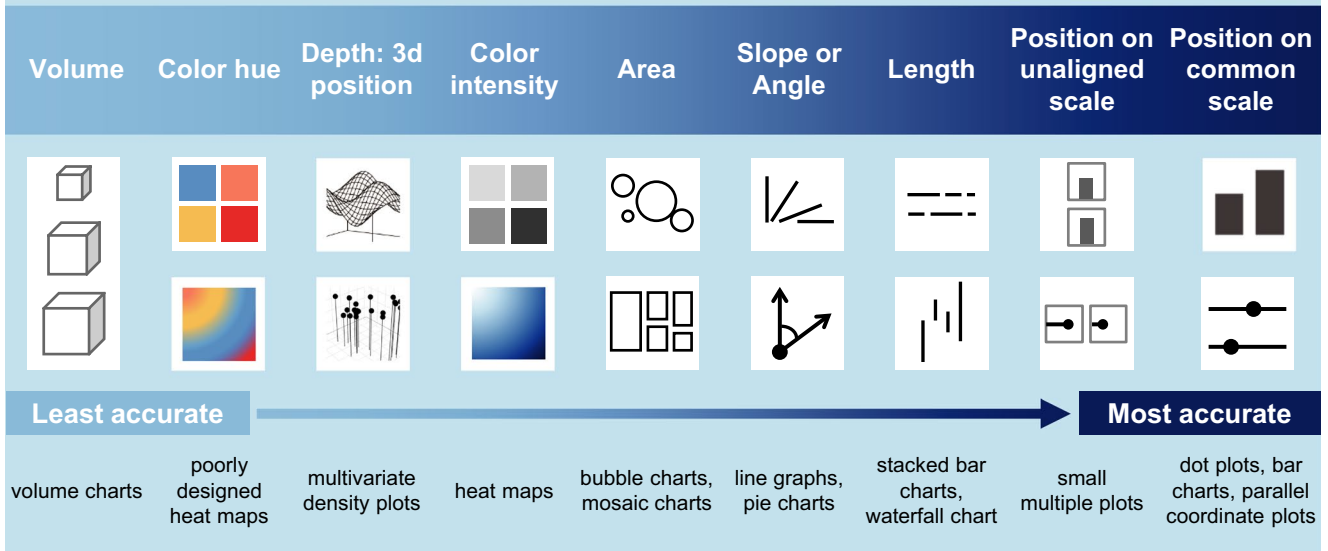 Volume
Color hue
Depth: 3d
position
Color
intensity
Area
Slope or
Angle
Length
Position on
unaligned
scale
Position on
common
scale
Least accurate
Most accurate
volume charts
poorly
designed
heat maps
multivariate
density plots
heat maps
bubble charts,
mosaic charts
line graphs,
pie charts
stacked bar
charts,
waterfall chart
small
multiple plots
dot plots, bar
charts, parallel
coordinate plots